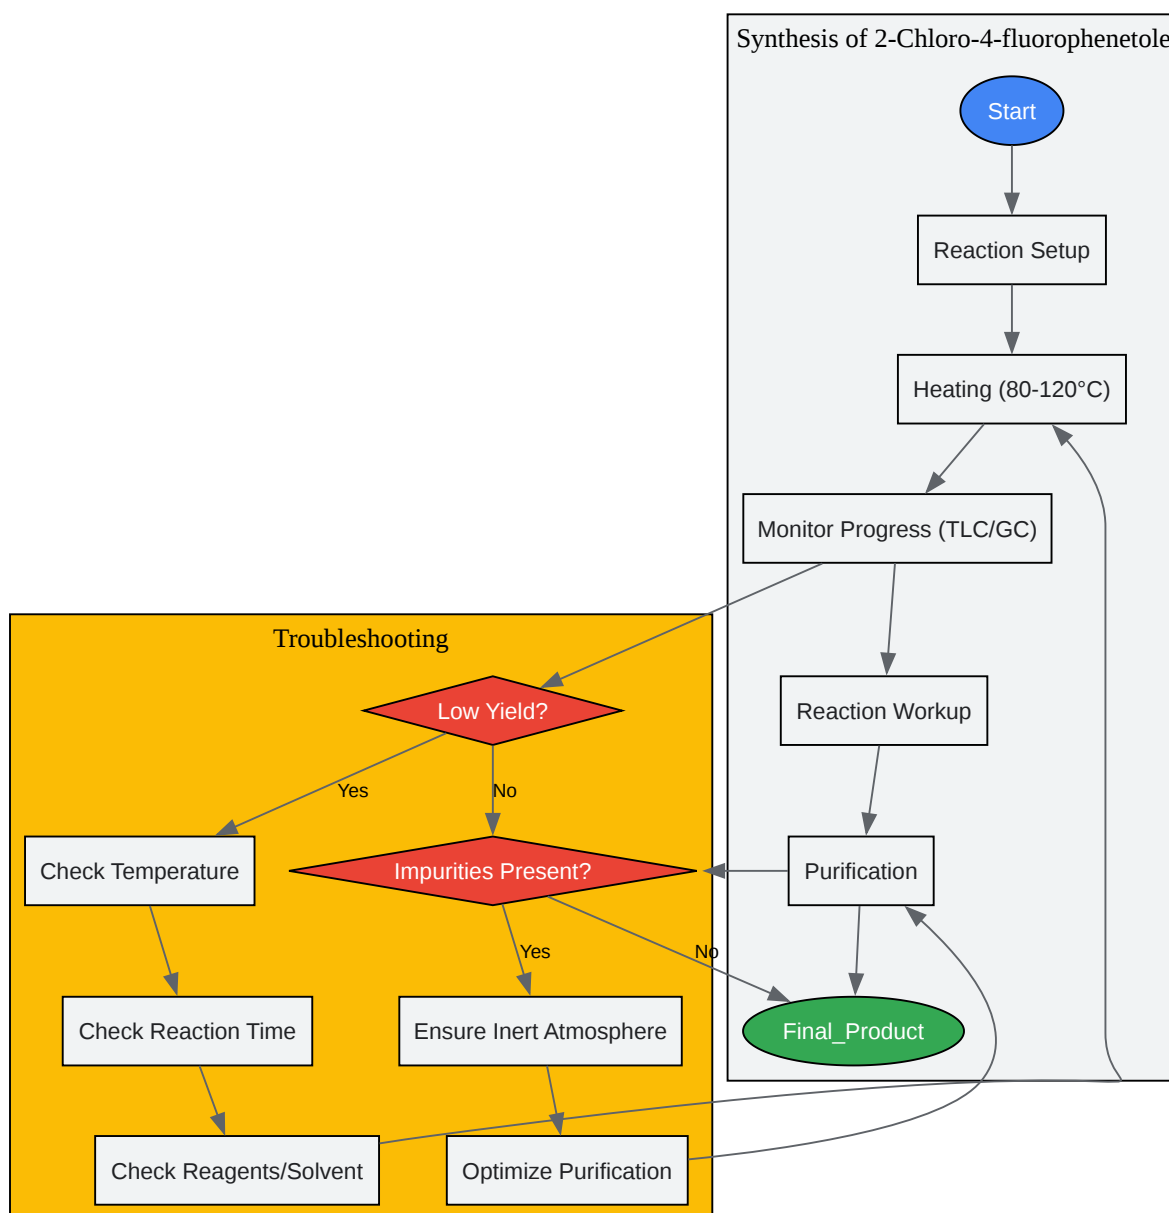 Synthesis of 2-Chloro-4-fluorophenetole
Start
Reaction Setup
Heating (80-120°C)
Monitor Progress (TLC/GC)
Troubleshooting
Low Yield?
Reaction Workup
Yes
No
Check Temperature
Impurities Present?
Purification
Yes
No
Check Reaction Time
Ensure Inert Atmosphere
Final_Product
Check Reagents/Solvent
Optimize Purification